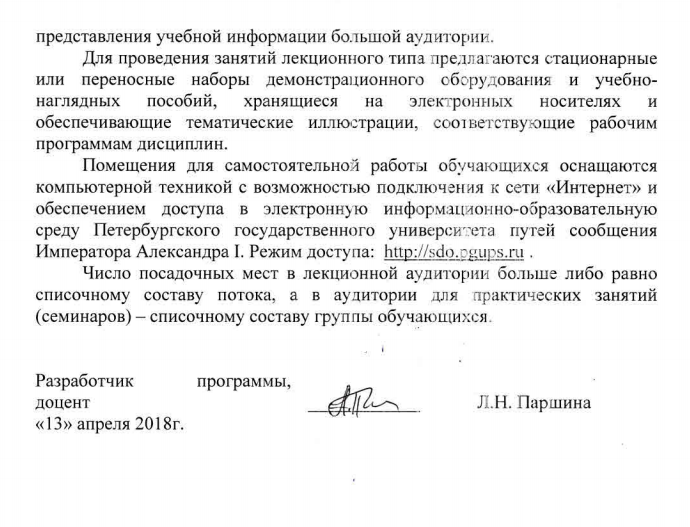 представления учебной информации большой аудитории.
Для проведения занятий лекционного типа предлагаются стационарные
или переносные наборы демонстрационного оборудования и учебно-
наглядных пособий, хранящиеся на электронных носителях и
обеспечивающие тематические иллюстрации, соответствующие рабочим
программам дисциплин.
Помещения для самостоятельной работы обучающихся оснащаются
компьютерной техникой с возможностью подключения к сети «Интернет» и
обеспечением доступа в электронную информационно-образовательную
среду Петербургского государственного университета путей сообщения
Императора Александра I. Режим доступа: http://sdo.pgups.ru .
Число посадочных мест в лекционной аудитории больше либо равно
списочному составу потока, а в аудитории для практических занятий
(семинаров) – списочному составу группы обучающихся.
Разработчик программы,
доцент Л.Н. Паршина
«13» апреля 2018г.